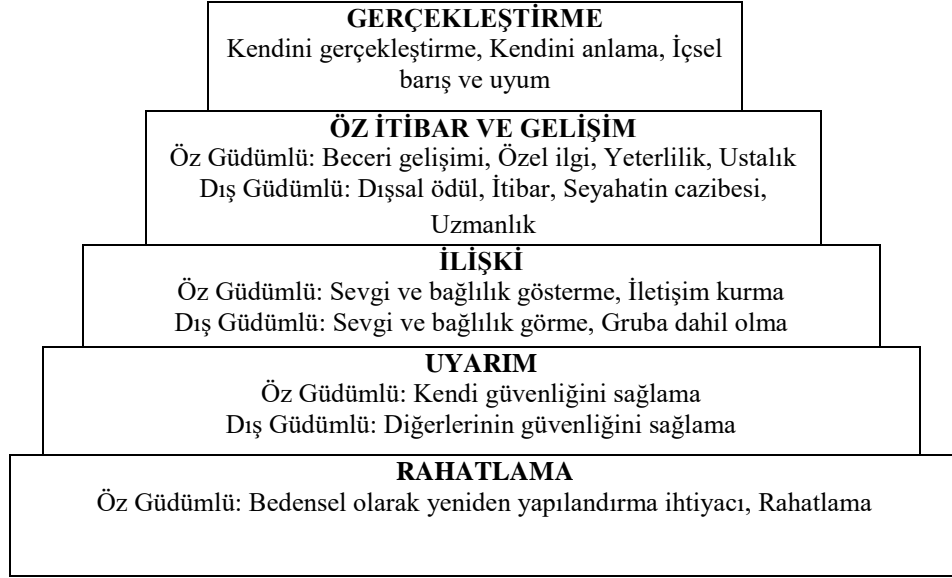 GERÇEKLEŞTİRME
Kendini gerçekleştirme, Kendini anlama, İçsel
barış ve uyum
ÖZ İTİBAR VE GELİŞİM
Öz Güdümlü: Beceri gelişimi, Özel ilgi, Yeterlilik, Ustalık
Dış Güdümlü: Dışsal ödül, İtibar, Seyahatin cazibesi,
Uzmanlık
İLİŞKİ
Öz Güdümlü: Sevgi ve bağlılık gösterme, İletişim kurma
Dış Güdümlü: Sevgi ve bağlılık görme, Gruba dahil olma
UYARIM
Öz Güdümlü: Kendi güvenliğini sağlama
Dış Güdümlü: Diğerlerinin güvenliğini sağlama
RAHATLAMA
Öz Güdümlü: Bedensel olarak yeniden yapılandırma ihtiyacı, Rahatlama